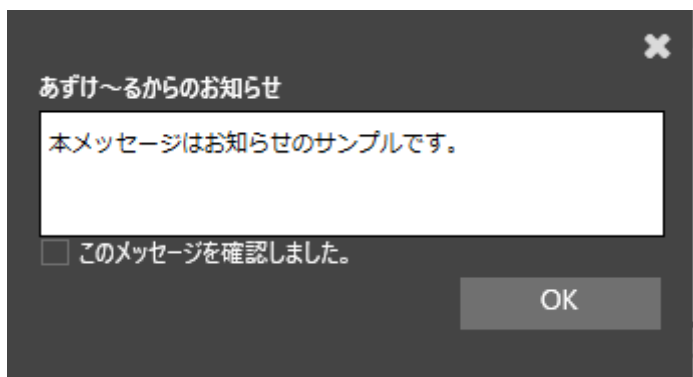 あずけ～るからのお知らせ
本メッセージはお知らせのサンプルです。
このメッセージを確認しました。
OK